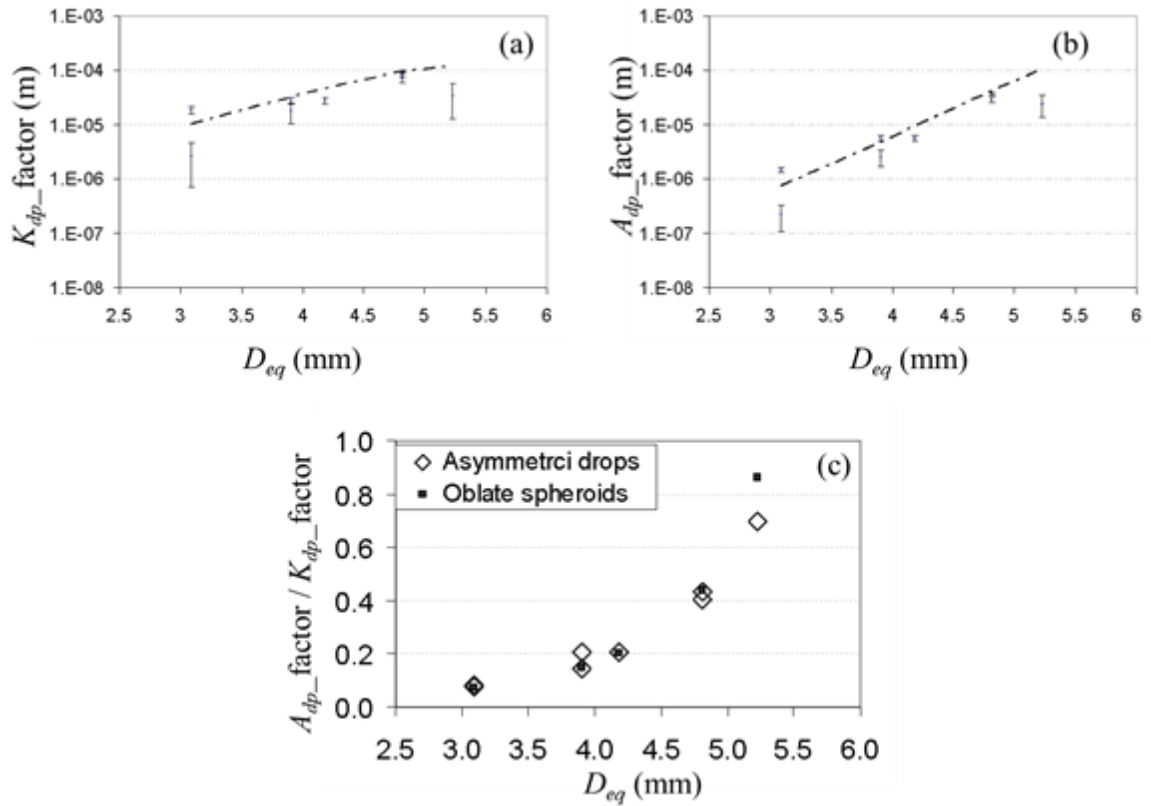 (a)
K_dp_factor (m)
1.E-03
1.E-04
1.E-05
1.E-06
1.E-07
1.E-08
2.5 3 3.5 4 4.5 5 5.5 6
D_eq (mm)
(b)
A_dp_factor (m)
1.E-03
1.E-04
1.E-05
1.E-06
1.E-07
1.E-08
2.5 3 3.5 4 4.5 5 5.5 6
D_eq (mm)
(c)
Asymmetrci drops
Oblate spheroids
A_dp_factor / K_dp_factor
1.0
0.8
0.6
0.4
0.2
0.0
2.5 3.0 3.5 4.0 4.5 5.0 5.5 6.0
D_eq (mm)